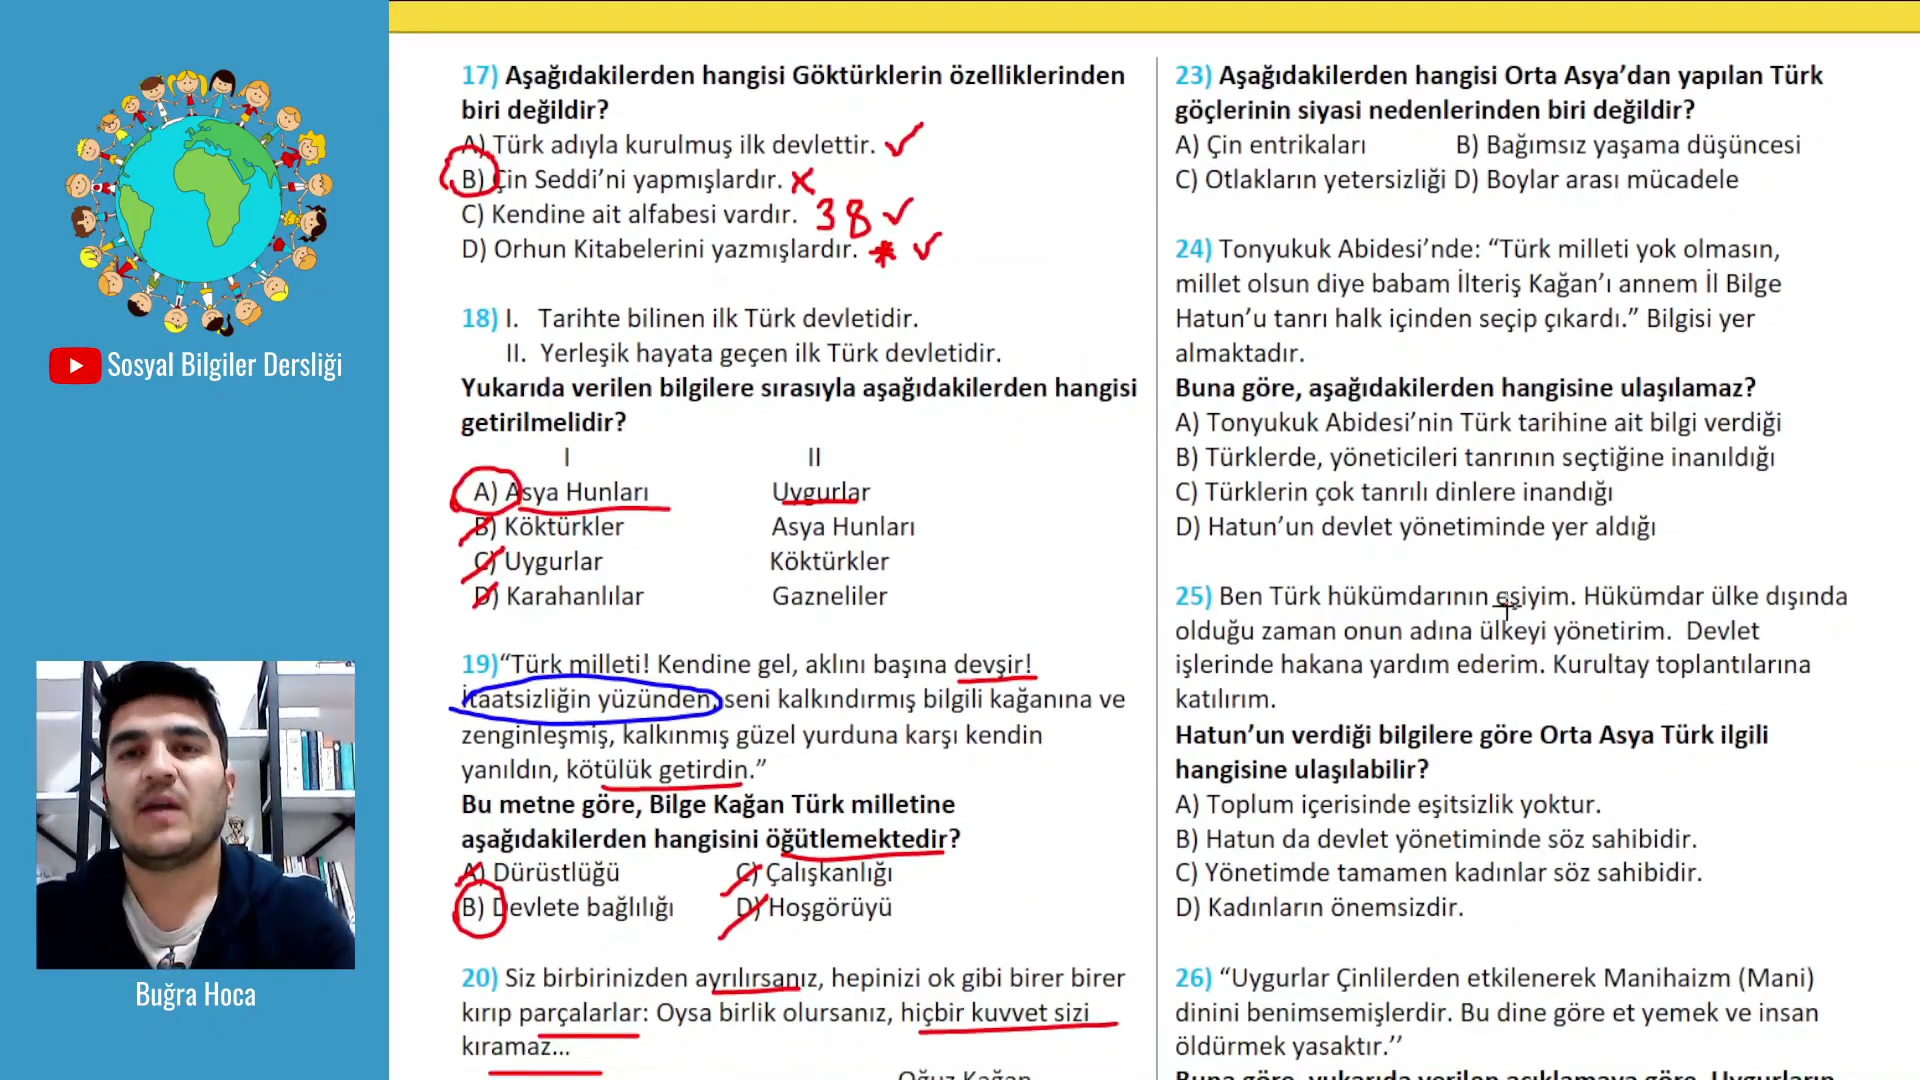 Sosyal Bilgiler Dersliği
Buğra Hoca
17) Aşağıdakilerden hangisi Göktürklerin özelliklerinden
biri değildir?
A) Türk adıyla kurulmuş ilk devlettir.
B) Çin Seddi’ni yapmışlardır.
C) Kendine ait alfabesi vardır. 38
D) Orhun Kitabelerini yazmışlardır.
18) I. Tarihte bilinen ilk Türk devletidir.
II. Yerleşik hayata geçen ilk Türk devletidir.
Yukarıda verilen bilgilere sırasıyla aşağıdakilerden hangisi
getirilmelidir?
I II
A) Asya Hunları Uygurlar
B) Köktürkler Asya Hunları
C) Uygurlar Köktürkler
D) Karahanlılar Gazneliler
19)“Türk milleti! Kendine gel, aklını başına devşir!
İtaatsizliğin yüzünden, seni kalkındırmış bilgili kağanına ve
zenginleşmiş, kalkınmış güzel yurduna karşı kendin
yanıldın, kötülük getirdin.”
Bu metne göre, Bilge Kağan Türk milletine
aşağıdakilerden hangisini öğütlemektedir?
A) Dürüstlüğü C) Çalışkanlığı
B) Devlete bağlılığı D) Hoşgörüyü
20) Siz birbirinizden ayrılırsanız, hepinizi ok gibi birer birer
kırıp parçalarlar: Oysa birlik olursanız, hiçbir kuvvet sizi
kıramaz...
Oğuz Kağan
23) Aşağıdakilerden hangisi Orta Asya’dan yapılan Türk
göçlerinin siyasi nedenlerinden biri değildir?
A) Çin entrikaları B) Bağımsız yaşama düşüncesi
C) Otlakların yetersizliği D) Boylar arası mücadele
24) Tonyukuk Abidesi’nde: “Türk milleti yok olmasın,
millet olsun diye babam İlteriş Kağan’ı annem İl Bilge
Hatun’u tanrı halk içinden seçip çıkardı.” Bilgisi yer
almaktadır.
Buna göre, aşağıdakilerden hangisine ulaşılamaz?
A) Tonyukuk Abidesi’nin Türk tarihine ait bilgi verdiği
B) Türklerde, yöneticileri tanrının seçtiğine inanıldığı
C) Türklerin çok tanrılı dinlere inandığı
D) Hatun’un devlet yönetiminde yer aldığı
25) Ben Türk hükümdarının eşiyim. Hükümdar ülke dışında
olduğu zaman onun adına ülkeyi yönetirim. Devlet
işlerinde hakana yardım ederim. Kurultay toplantılarına
katılırım.
Hatun’un verdiği bilgilere göre Orta Asya Türk ilgili
hangisine ulaşılabilir?
A) Toplum içerisinde eşitsizlik yoktur.
B) Hatun da devlet yönetiminde söz sahibidir.
C) Yönetimde tamamen kadınlar söz sahibidir.
D) Kadınların önemsizdir.
26) “Uygurlar Çinlilerden etkilenerek Manihaizm (Mani)
dinini benimsemişlerdir. Bu dine göre et yemek ve insan
öldürmek yasaktır.’’
Buna göre, yukarıda verilen açıklamaya göre, Uygurların